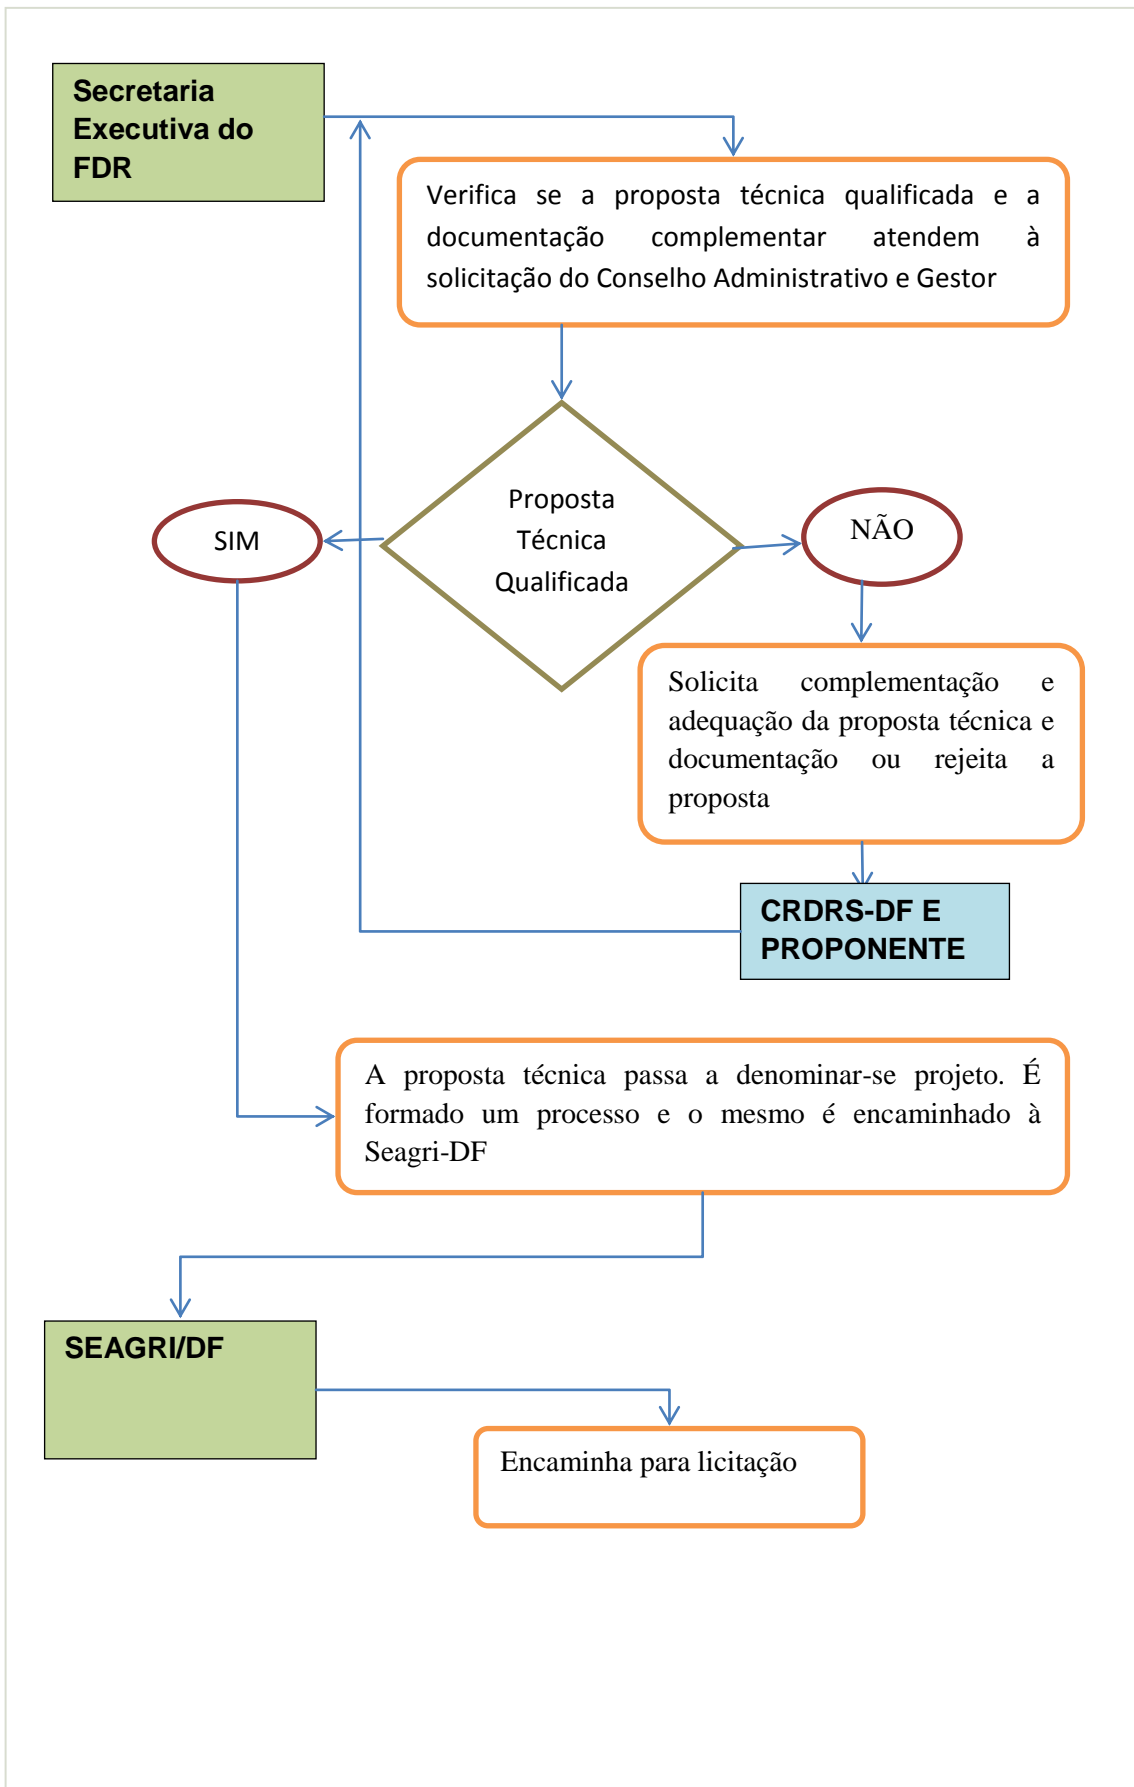 Secretaria
Executiva do
FDR
Verifica se a proposta técnica qualificada e a
documentação complementar atendem à
solicitação do Conselho Administrativo e Gestor
Proposta
Técnica
Qualificada
SIM
NÃO
Solicita complementação e
adequação da proposta técnica e
documentação ou rejeita a
proposta
CRDRS-DF E
PROPONENTE
A proposta técnica passa a denominar-se projeto. É
formado um processo e o mesmo é encaminhado à
Seagri-DF
SEAGRI/DF
Encaminha para licitação